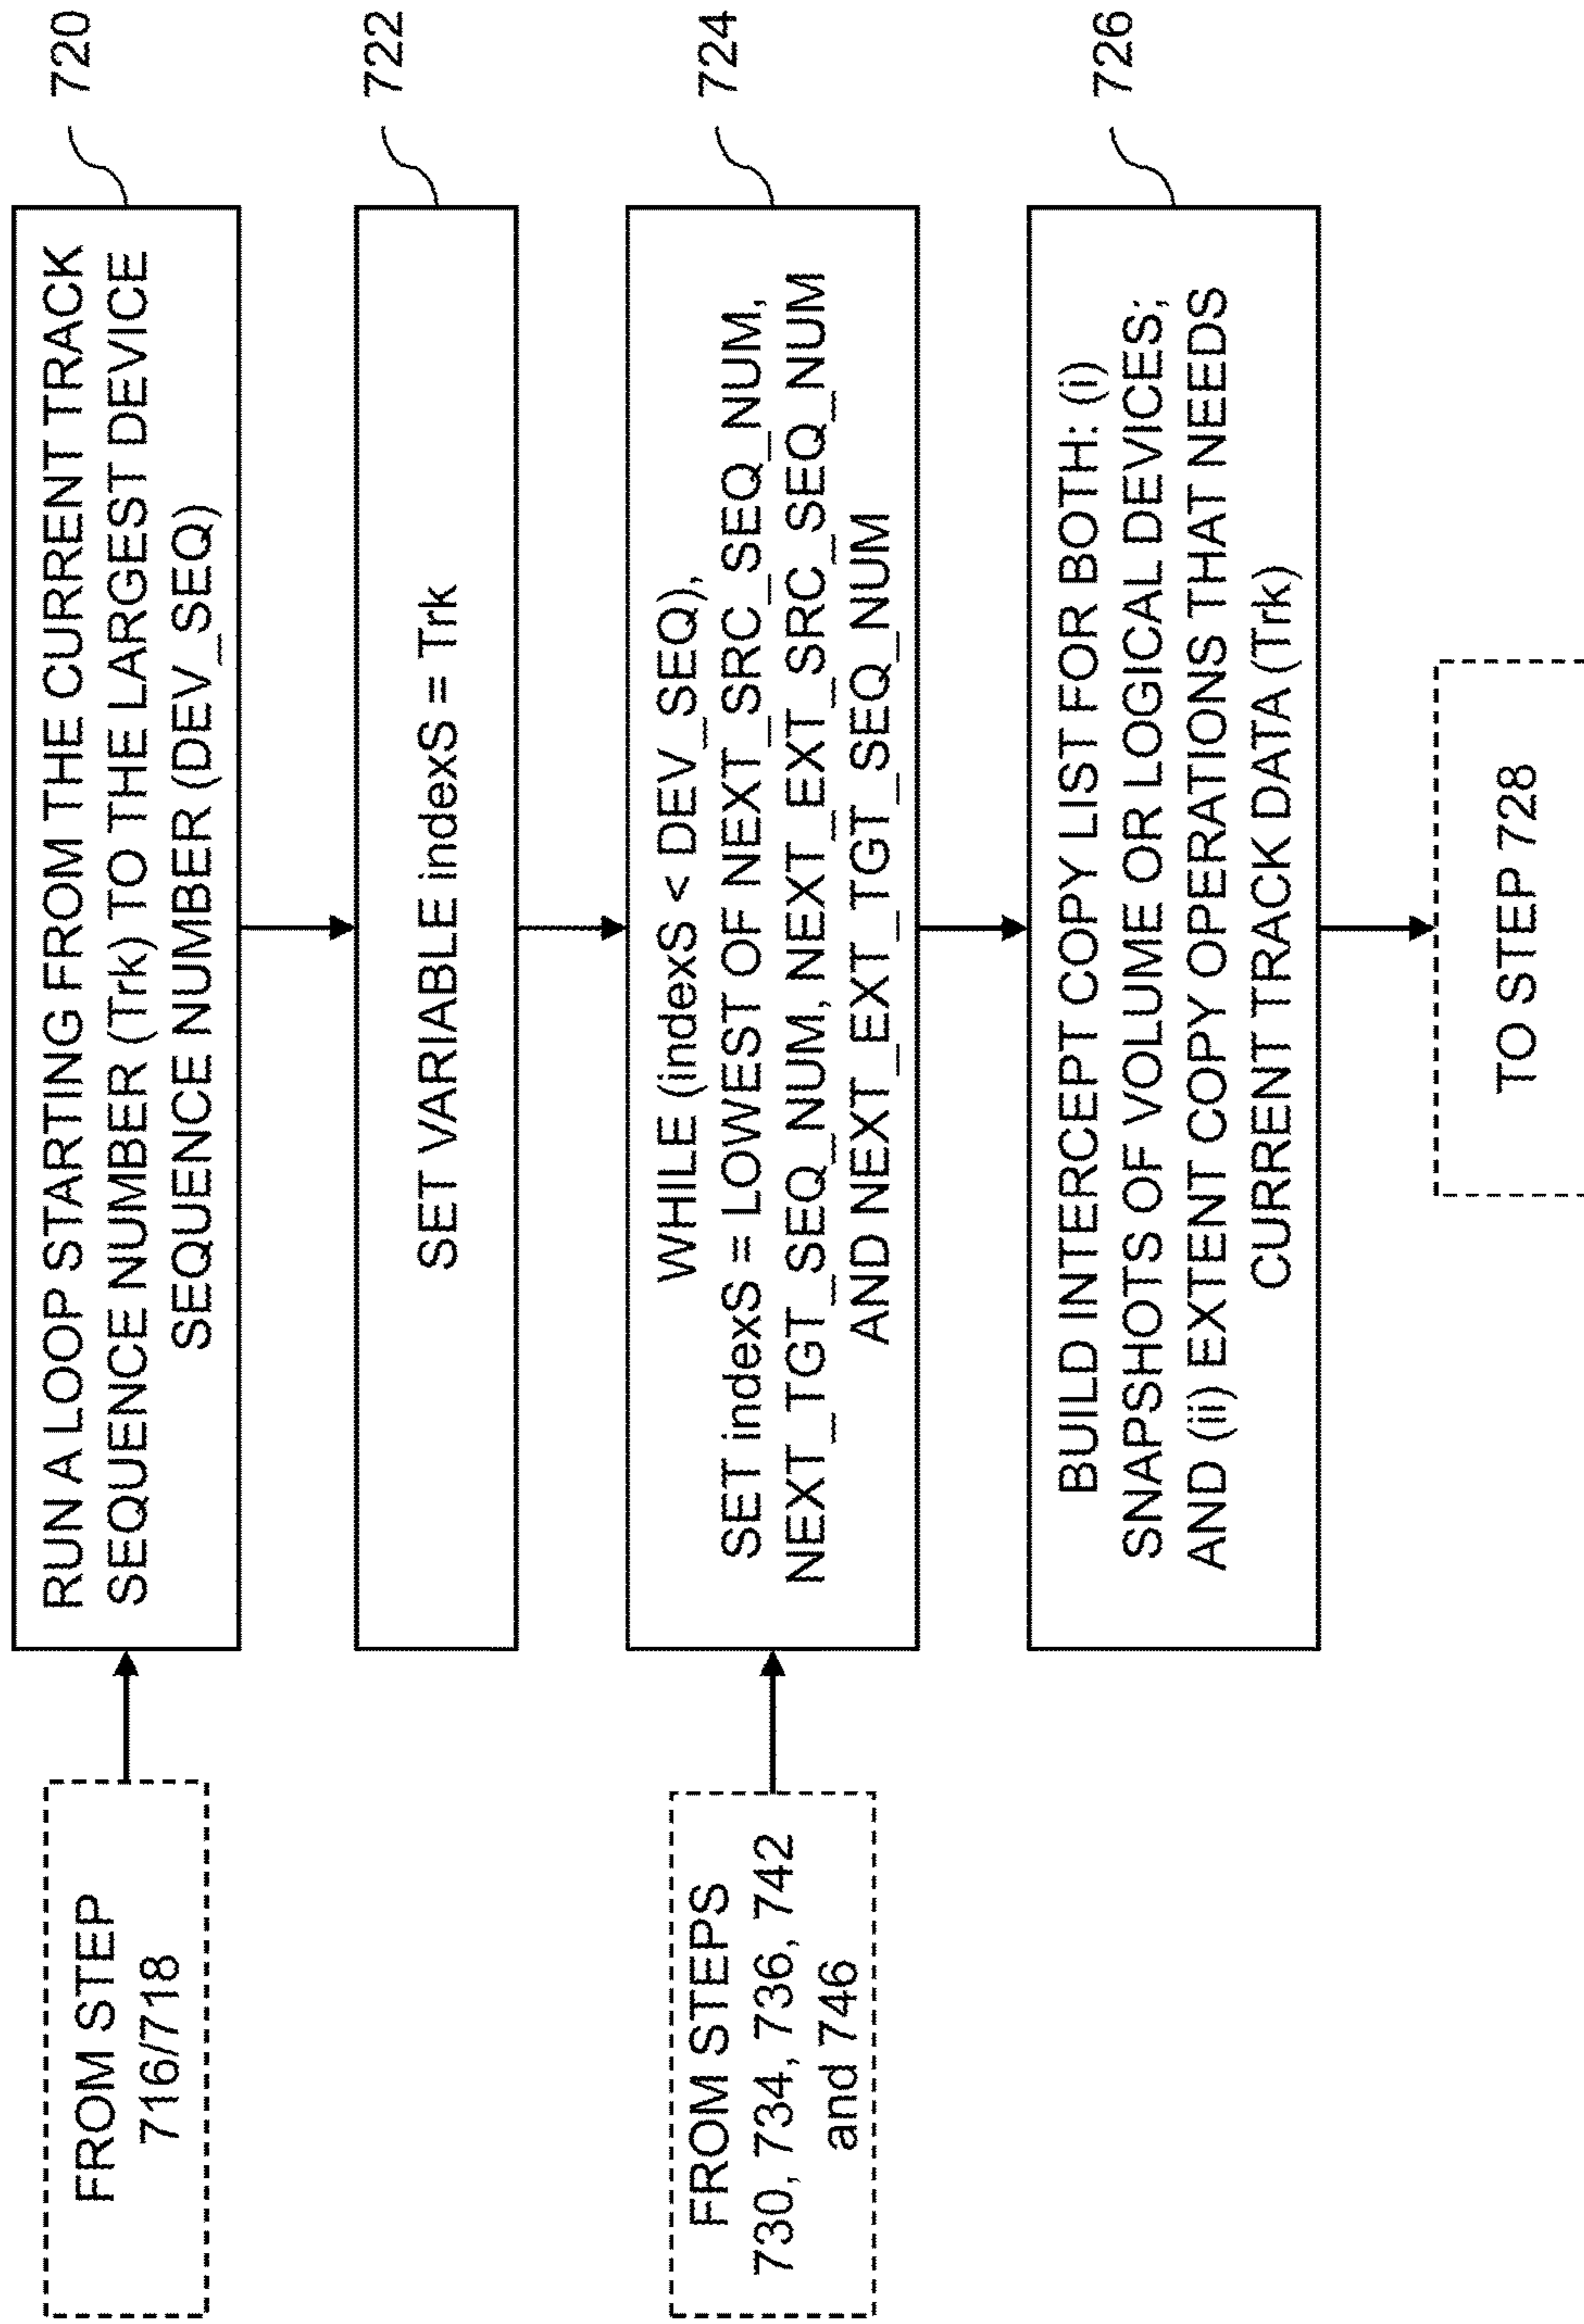 FROM STEP
716/718
RUN A LOOP STARTING FROM THE CURRENT TRACK
SEQUENCE NUMBER (Trk) TO THE LARGEST DEVICE
SEQUENCE NUMBER (DEV_SEQ)
720
SET VARIABLE indexS = Trk
722
FROM STEPS
730, 734, 736, 742
and 746
WHILE (indexS < DEV_SEQ),
SET indexS = LOWEST OF NEXT_SRC_SEQ_NUM,
NEXT_TGT_SEQ_NUM, NEXT_EXT_SRC_SEQ_NUM
AND NEXT_EXT_TGT_SEQ_NUM
724
BUILD INTERCEPT COPY LIST FOR BOTH: (i)
SNAPSHOTS OF VOLUME OR LOGICAL DEVICES;
AND (ii) EXTENT COPY OPERATIONS THAT NEEDS
CURRENT TRACK DATA (Trk)
726
TO STEP 728